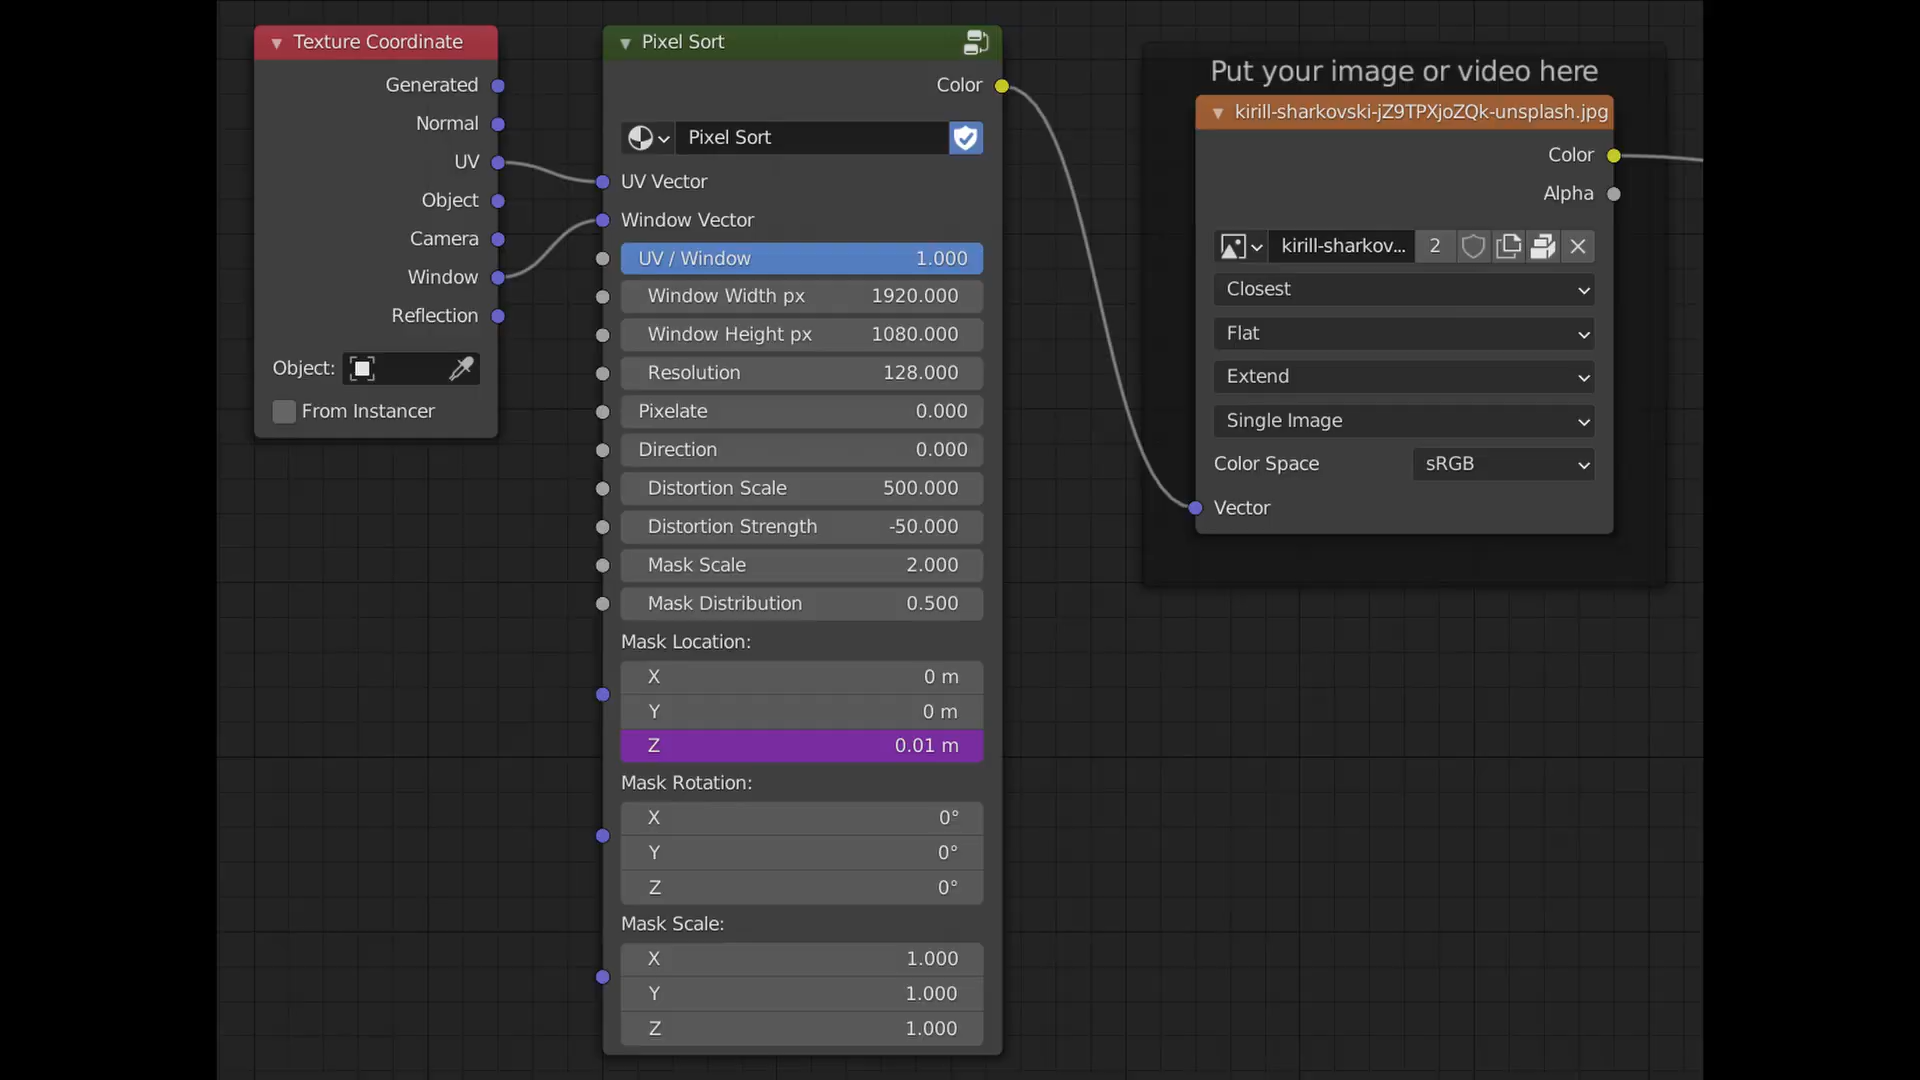 Texture Coordinate
Generated
Normal
UV
Object
Camera
Window
Reflection
Object:
From Instancer
Pixel Sort
Color
Pixel Sort
UV Vector
Window Vector
UV / Window 1.000
Window Width px 1920.000
Window Height px 1080.000
Resolution 128.000
Pixelate 0.000
Direction 0.000
Distortion Scale 500.000
Distortion Strength -50.000
Mask Scale 2.000
Mask Distribution 0.500
Mask Location:
X 0 m
Y 0 m
Z 0.01 m
Mask Rotation:
X 0°
Y 0°
Z 0°
Mask Scale:
X 1.000
Y 1.000
Z 1.000
Put your image or video here
kirill-sharkovski-jZ9TPXjoZQk-unsplash.jpg
Color
Alpha
kirill-sharkov... 2
Closest
Flat
Extend
Single Image
Color Space sRGB
Vector